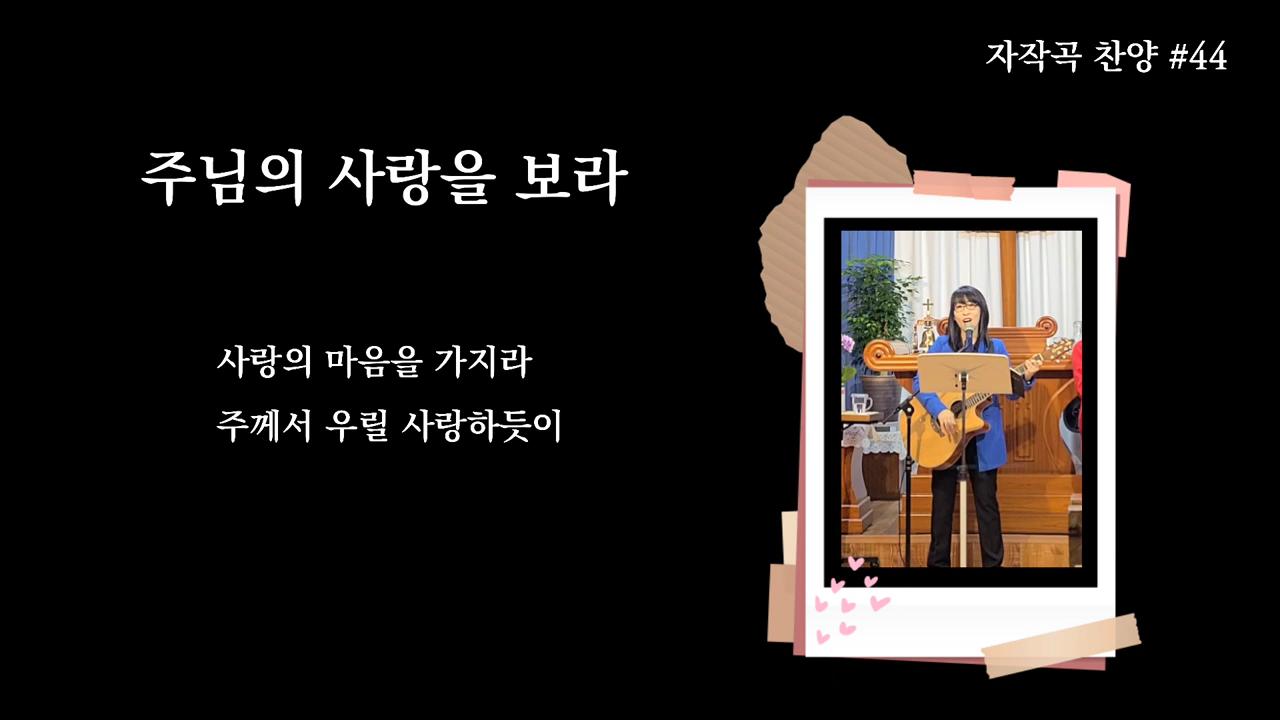 자작곡 찬양 #44
주님의 사랑을 보라
사랑의 마음을 가지라
주께서 우릴 사랑하듯이